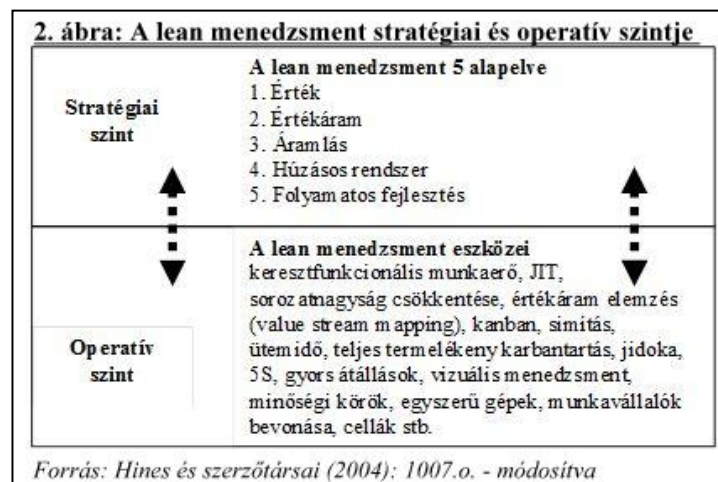 2. ábra: A lean menedzsment stratégiai és operatív szintje
Stratégiai
szint
A lean menedzsment 5 alapelve
1. Érték
2. Értékáram
3. Áramlás
4. Húzásos rendszer
5. Folyamatos fejlesztés
Operatív
szint
A lean menedzsment eszközei
keresztfunkcionális munkaerő, JIT,
sorozatnagyság csökkentése, értékáram elemzés
(value stream mapping), kanban, simítás,
ütemidő, teljes termelékeny karbantartás, jidoka,
5S, gyors átállások, vizuális menedzsment,
minőségi körök, egyszerű gépek, munkavállalók
bevonása, cellák stb.
Forrás: Hines és szerzőtársai (2004): 1007.o. - módosítva